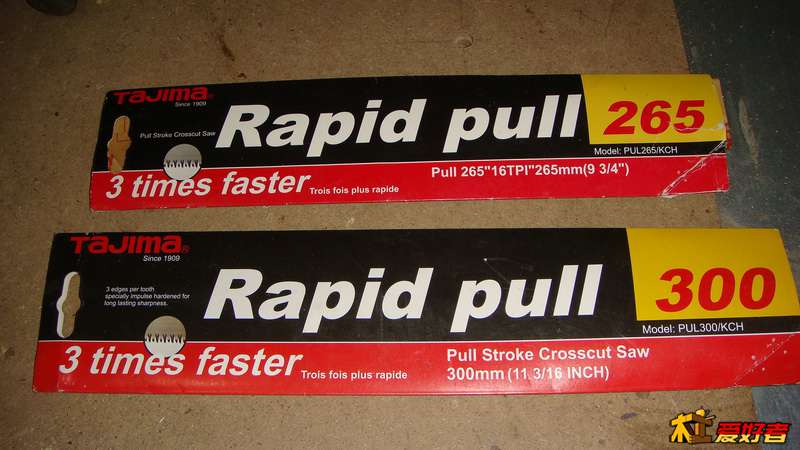 TaJIma®
Since 1909
Pull Stroke Crosscut Saw
Rapid pull
265
Model: PUL265/KCH
3 times faster
Trois fois plus rapide
Pull 265"16TPI"265mm(9 3/4")
TaJIma®
Since 1909
3 edges per tooth
specially impulse hardened for
long lasting sharpness.
Rapid pull
300
Model: PUL300/KCH
3 times faster
Trois fois plus rapide
Pull Stroke Crosscut Saw
300mm (11.3/16 INCH)
木工爱好者